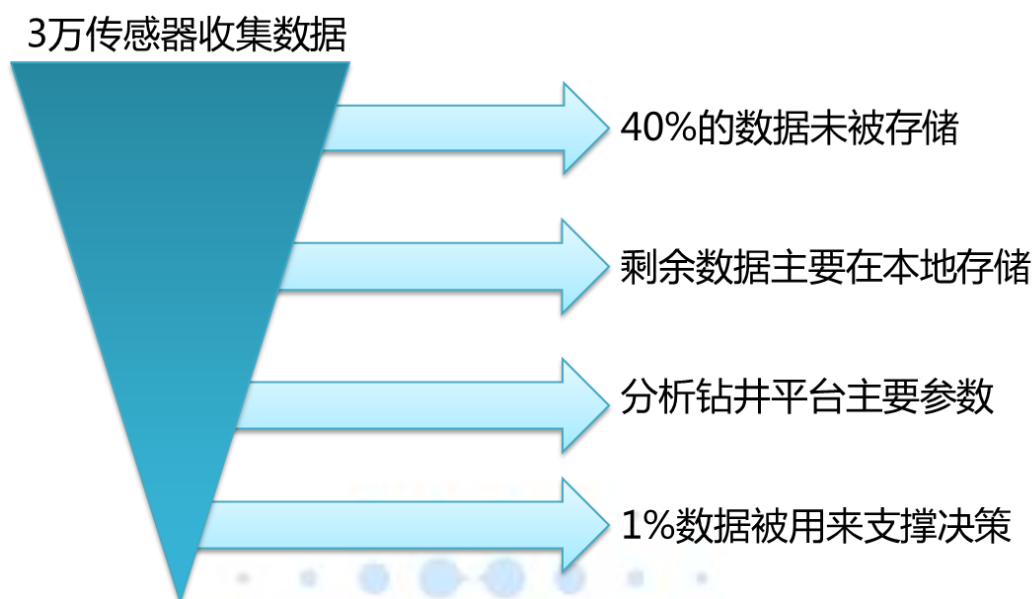 3万传感器收集数据
40%的数据未被存储
剩余数据主要在本地存储
分析钻井平台主要参数
1%数据被用来支撑决策